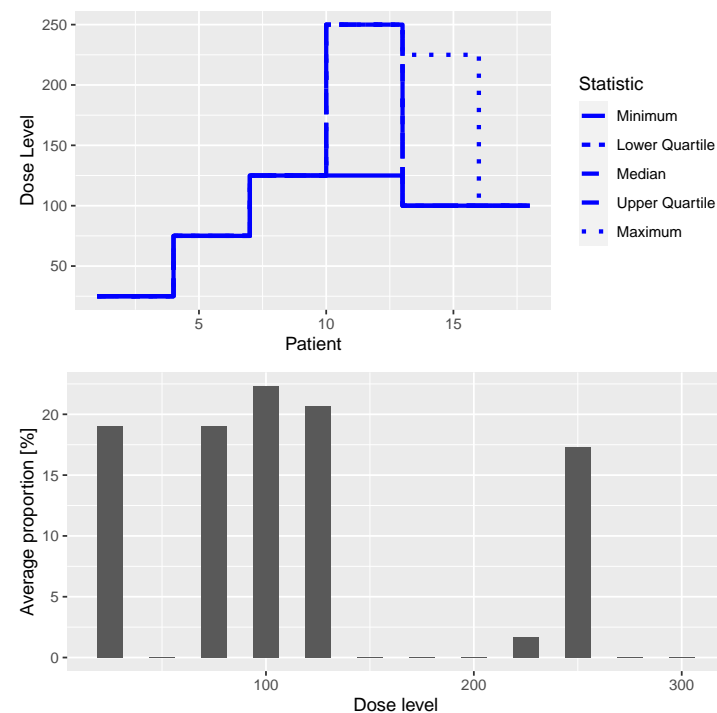 250
200
150
100
50
Dose Level
5 10 15
Patient
Statistic
Minimum
Lower Quartile
Median
Upper Quartile
Maximum
20
15
10
5
0
Average proportion [%]
100 200 300
Dose level